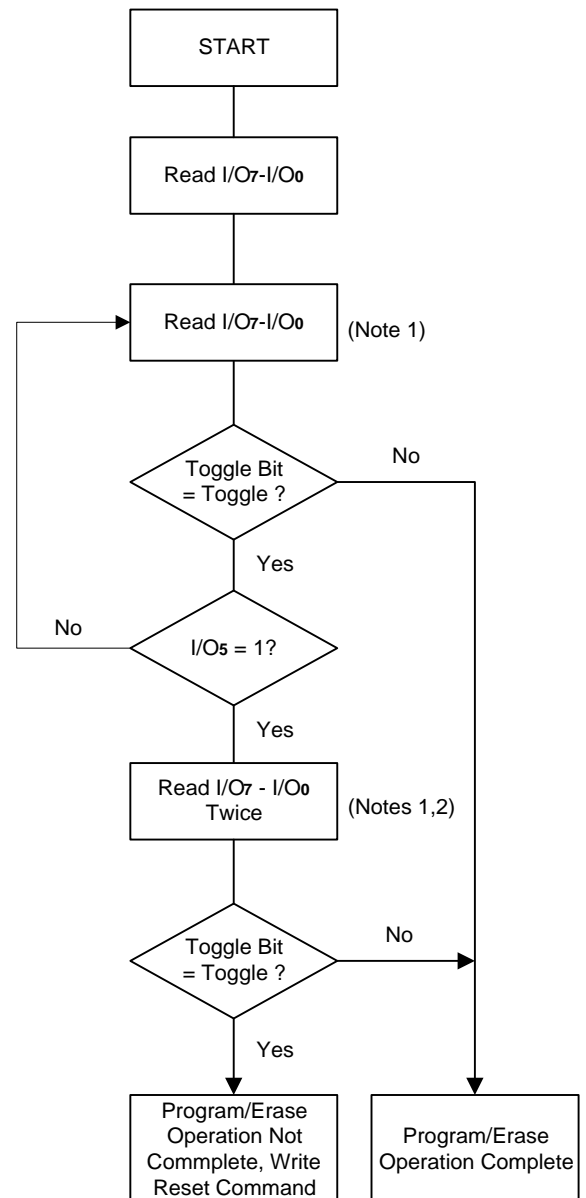 START
Read I/O7-I/O0
Read I/O7-I/O0
(Note 1)
Toggle Bit
= Toggle ?
No
Yes
No
I/O5 = 1?
Yes
Read I/O7 - I/O0
Twice
(Notes 1,2)
Toggle Bit
= Toggle ?
No
Yes
Program/Erase
Operation Not
Commplete, Write
Reset Command
Program/Erase
Operation Complete